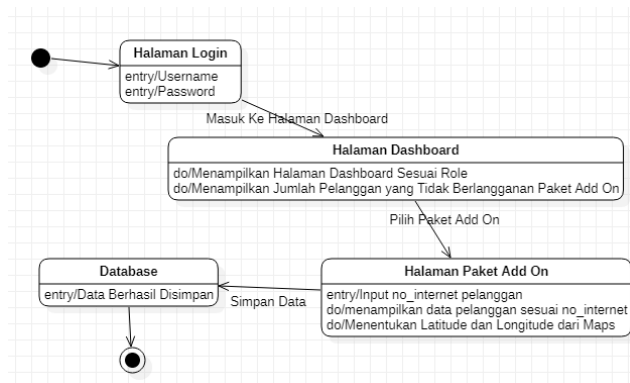 Halaman Login
entry/Username
entry/Password
Masuk Ke Halaman Dashboard
Halaman Dashboard
do/Menampilkan Halaman Dashboard Sesuai Role
do/Menampilkan Jumlah Pelanggan yang Tidak Berlangganan Paket Add On
Pilih Paket Add On
Halaman Paket Add On
entry/Input no_internet pelanggan
do/menampilkan data pelanggan sesuai no_internet
do/Menentukan Latitude dan Longitude dari Maps
Simpan Data
Database
entry/Data Berhasil Disimpan